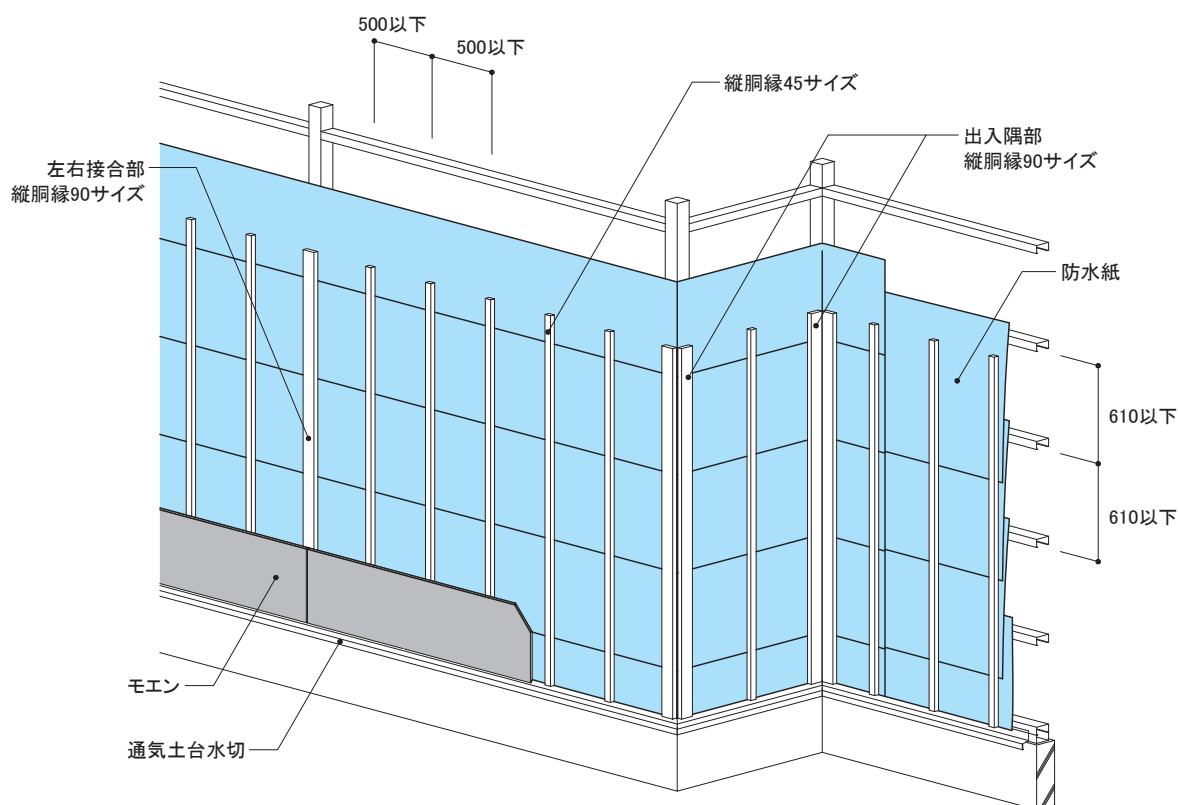 500以下
500以下
縦胴縁45サイズ
出入隅部
縦胴縁90サイズ
左右接合部
縦胴縁90サイズ
防水紙
610以下
610以下
モエン
通気土台水切